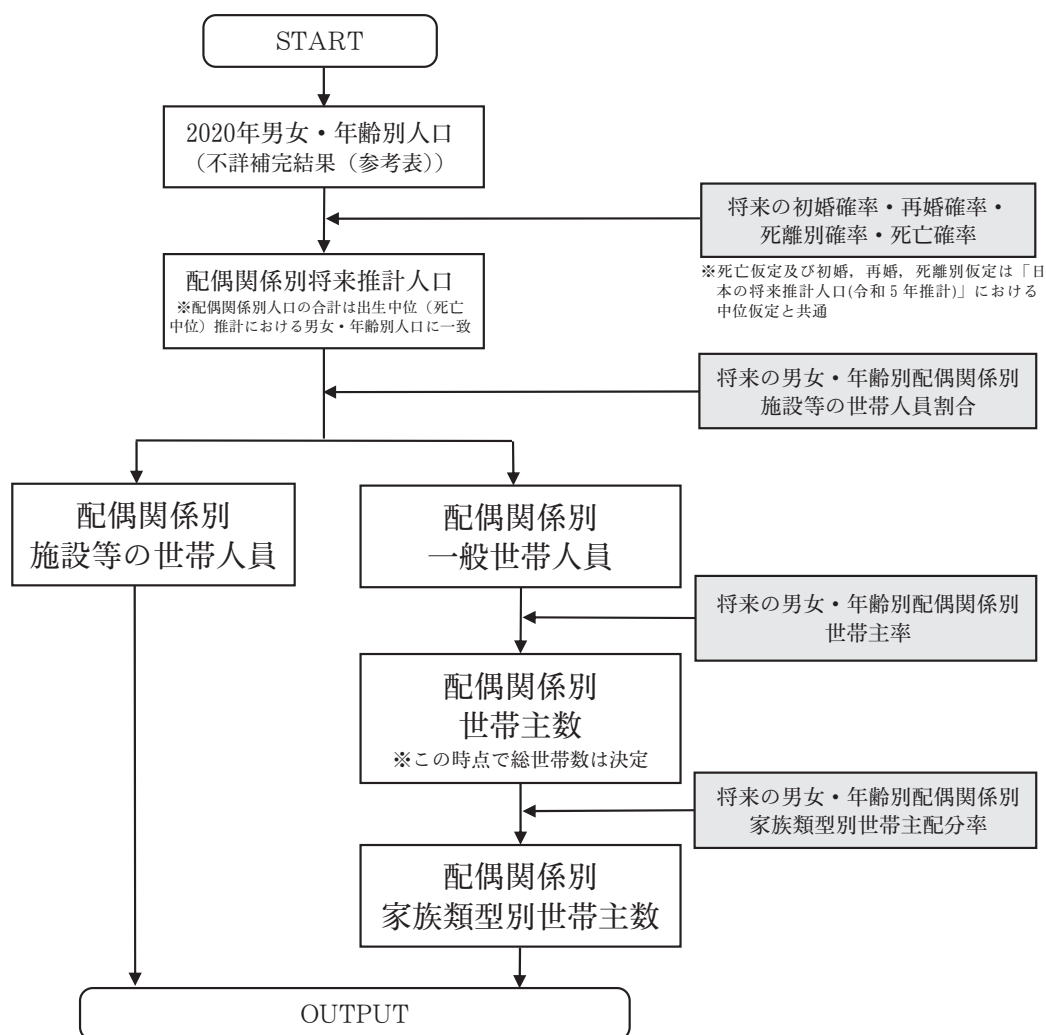 START
2020年男女・年齢別人口
（不詳補完結果（参考表））
将来の初婚確率・再婚確率・
死離別確率・死亡確率
※死亡仮定及び初婚，再婚，死離別仮定は「日
本の将来推計人口(令和５年推計)」における
中位仮定と共通
配偶関係別将来推計人口
※配偶関係別人口の合計は出生中位（死亡
中位）推計における男女・年齢別人口に一致
将来の男女・年齢別配偶関係別
施設等の世帯人員割合
配偶関係別
施設等の世帯人員
配偶関係別
一般世帯人員
将来の男女・年齢別配偶関係別
世帯主率
配偶関係別
世帯主数
※この時点で総世帯数は決定
将来の男女・年齢別配偶関係別
家族類型別世帯主配分率
配偶関係別
家族類型別世帯主数
OUTPUT